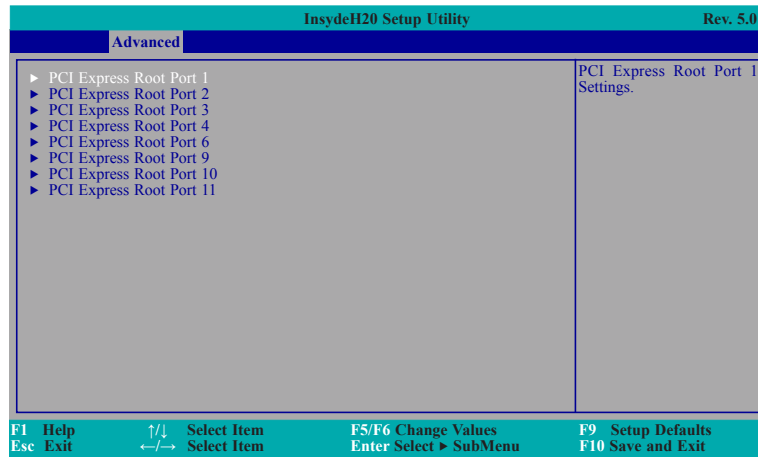 InsydeH20 Setup Utility Rev. 5.0
Advanced
► PCI Express Root Port 1
► PCI Express Root Port 2
► PCI Express Root Port 3
► PCI Express Root Port 4
► PCI Express Root Port 6
► PCI Express Root Port 9
► PCI Express Root Port 10
► PCI Express Root Port 11
PCI Express Root Port 1
Settings.
F1 Help ↑/↓ Select Item F5/F6 Change Values F9 Setup Defaults
Esc Exit ←/→ Select Item Enter Select ► SubMenu F10 Save and Exit